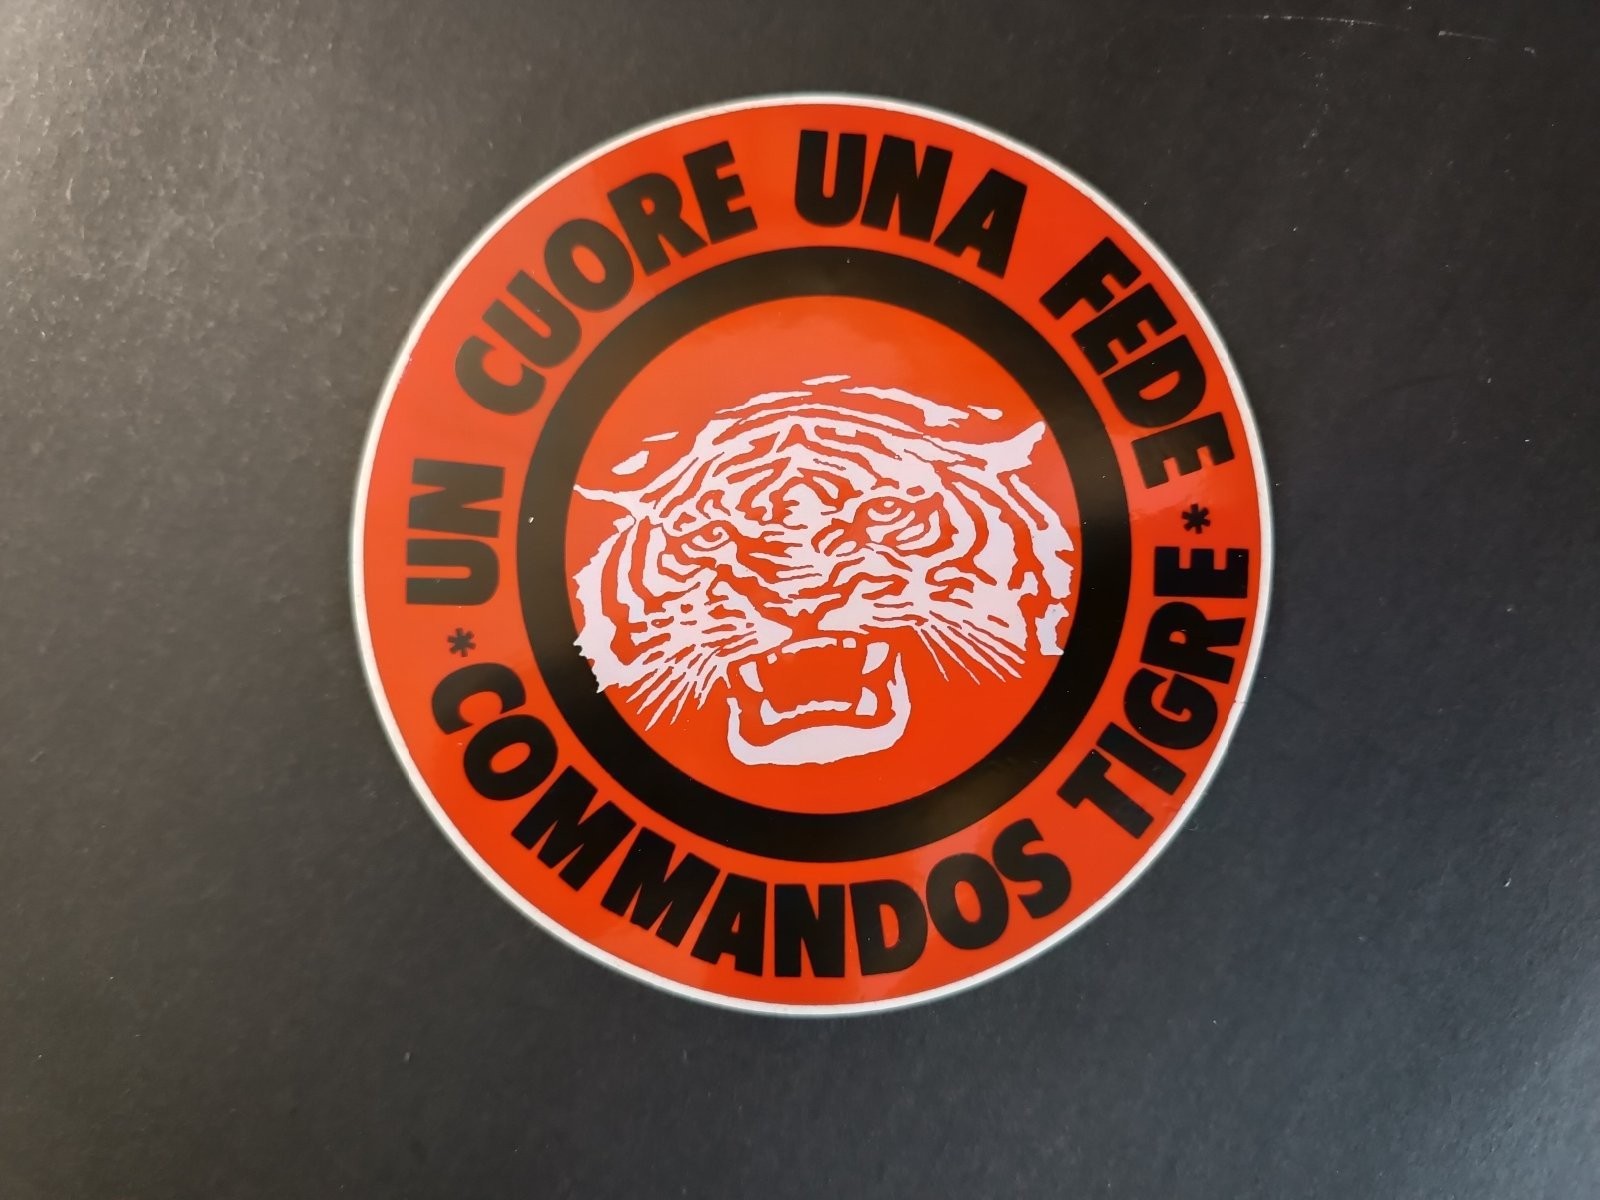 UN CUORE UNA FEDE
* COMMANDOS TIGRE *